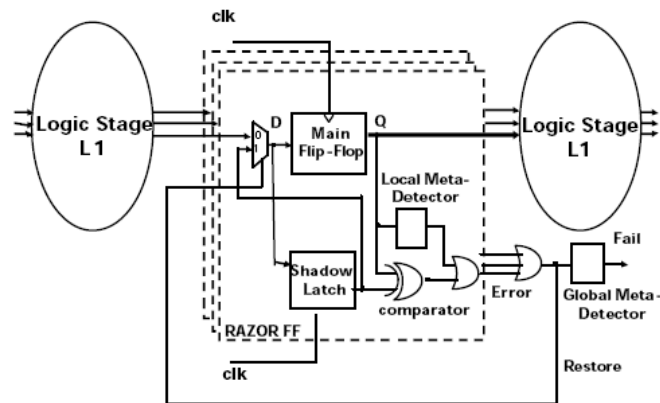 clk
Logic Stage
L1
0
1
D
Main
Flip-Flop
Q
Logic Stage
L1
Local Meta-
Detector
Shadow
Latch
comparator
RAZOR FF
Error
Fail
Global Meta-
Detector
Restore
clk